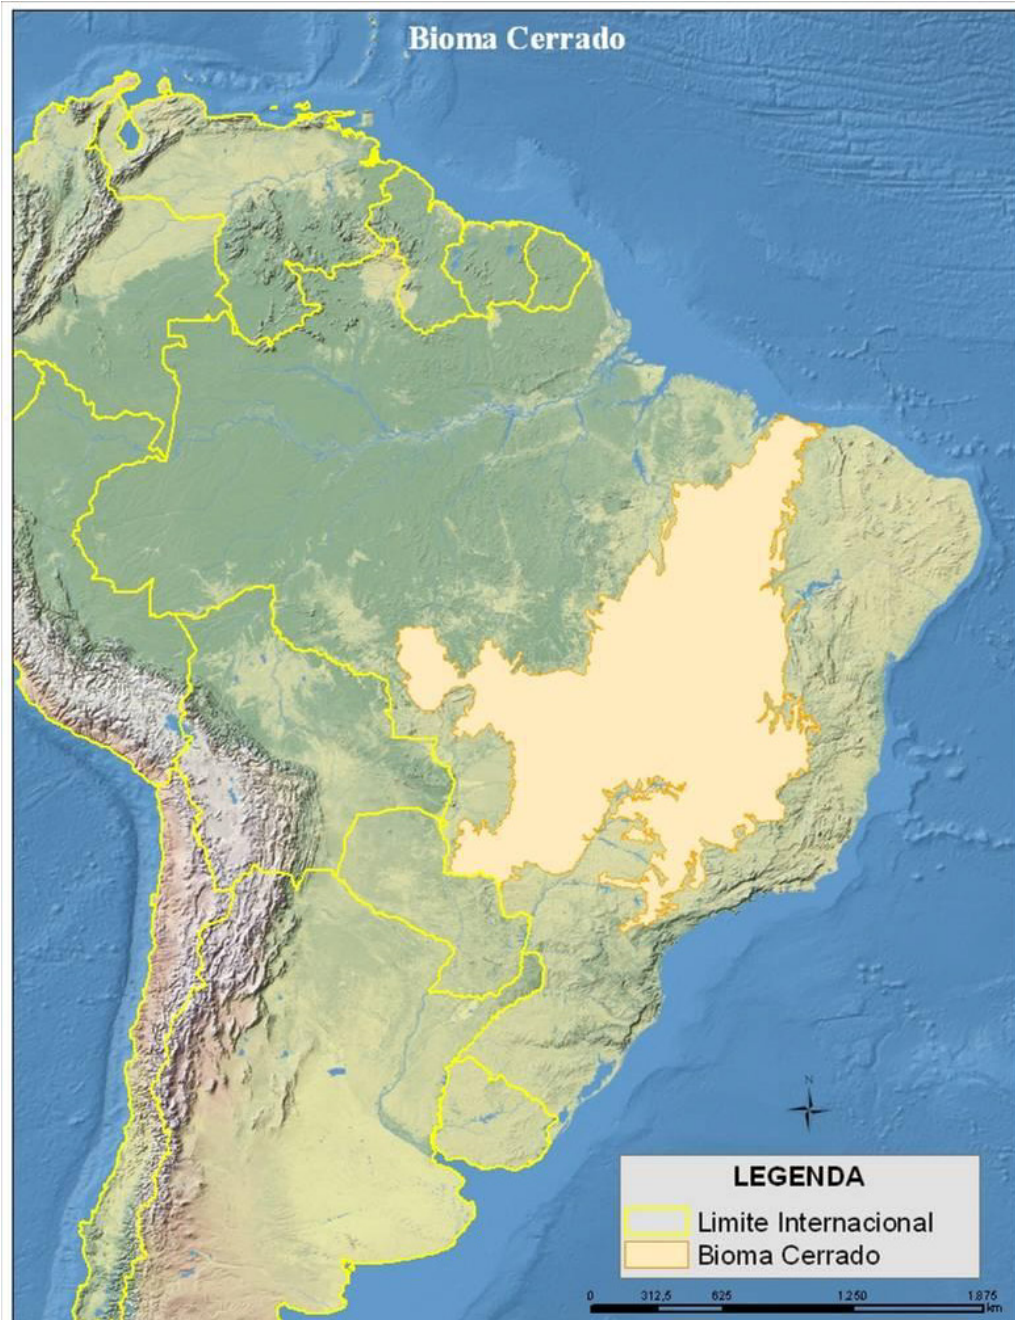 Bioma Cerrado
N
LEGENDA
Limite Internacional
Bioma Cerrado
0 312,5 625 1.250 1.875
km